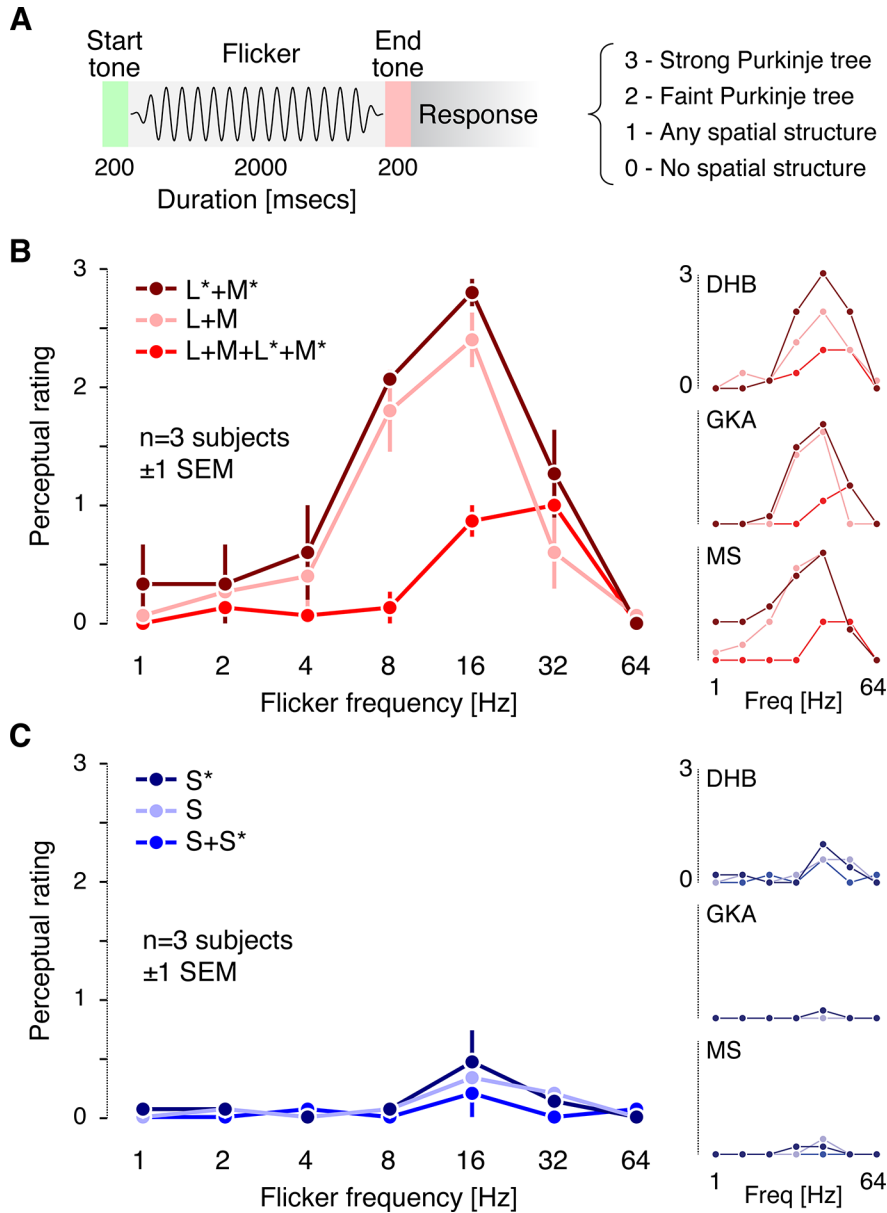 A
Start
tone
Flicker
End
tone
Response
200
2000
200
Duration [msecs]
3 - Strong Purkinje tree
2 - Faint Purkinje tree
1 - Any spatial structure
0 - No spatial structure
B
Perceptual rating
3
2
1
0
L*+M*
L+M
L+M+L*+M*
n=3 subjects
±1 SEM
1 2 4 8 16 32 64
Flicker frequency [Hz]
3
0
DHB
GKA
MS
1 64
Freq [Hz]
C
Perceptual rating
3
2
1
0
S*
S
S+S*
n=3 subjects
±1 SEM
1 2 4 8 16 32 64
Flicker frequency [Hz]
3
0
DHB
GKA
MS
1 64
Freq [Hz]